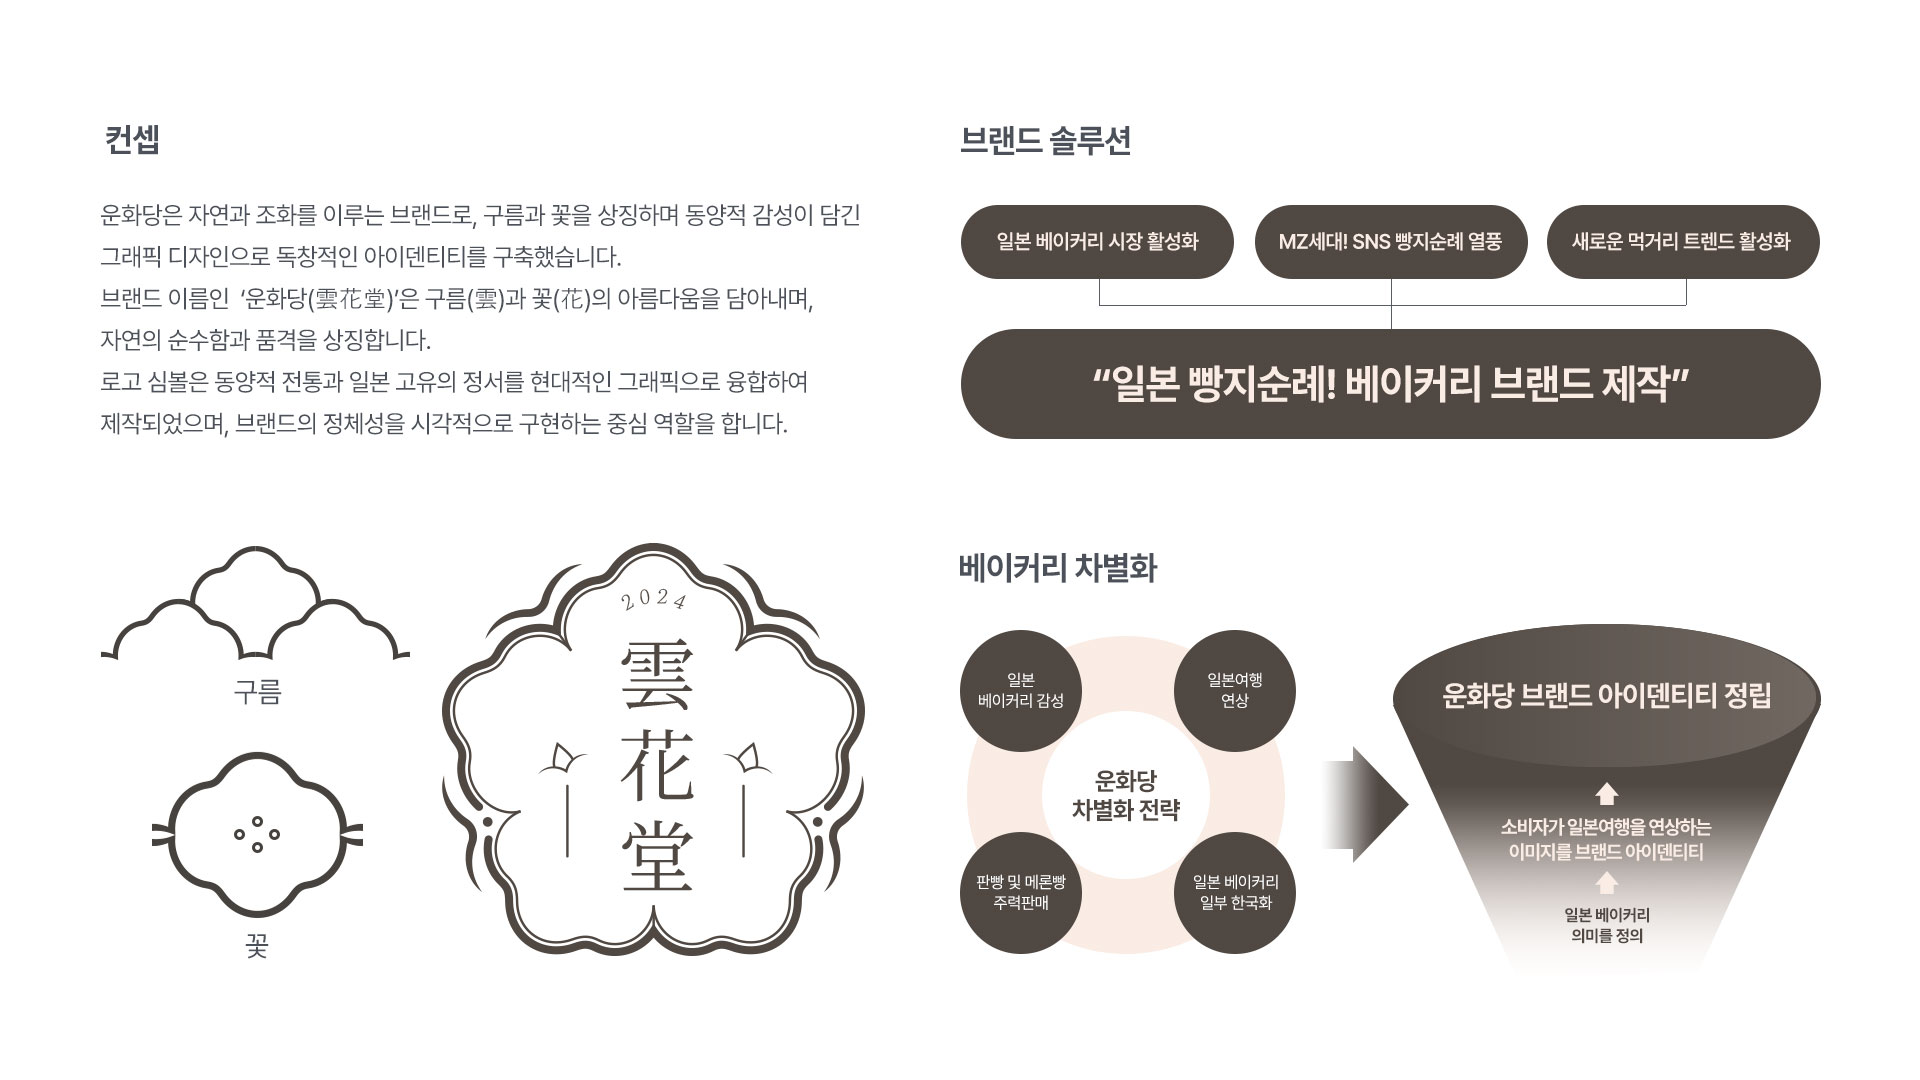 컨셉
운화당은 자연과 조화를 이루는 브랜드로, 구름과 꽃을 상징하며 동양적 감성이 담긴
그래픽 디자인으로 독창적인 아이덴티티를 구축했습니다.
브랜드 이름인 ‘운화당(雲花堂)’은 구름(雲)과 꽃(花)의 아름다움을 담아내며,
자연의 순수함과 품격을 상징합니다.
로고 심볼은 동양적 전통과 일본 고유의 정서를 현대적인 그래픽으로 융합하여
제작되었으며, 브랜드의 정체성을 시각적으로 구현하는 중심 역할을 합니다.
구름
꽃
2024
雲
花
堂
브랜드 솔루션
일본 베이커리 시장 활성화
MZ세대! SNS 빵지순례 열풍
새로운 먹거리 트렌드 활성화
“일본 빵지순례! 베이커리 브랜드 제작”
베이커리 차별화
일본
베이커리 감성
일본여행
연상
운화당
차별화 전략
판빵 및 메론빵
주력판매
일본 베이커리
일부 한국화
운화당 브랜드 아이덴티티 정립
소비자가 일본여행을 연상하는
이미지를 브랜드 아이덴티티
일본 베이커리
의미를 정의